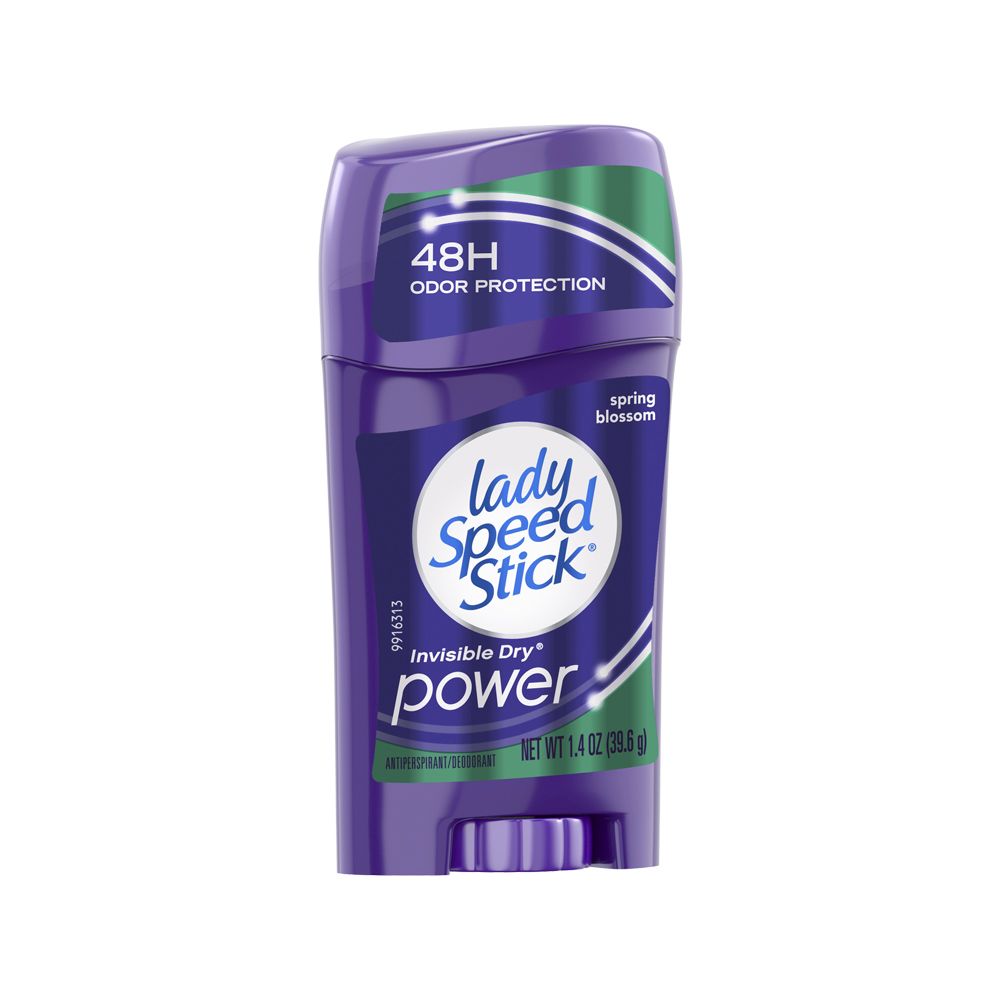 48H
ODOR PROTECTION
spring
blossom
lady
Speed
Stick®
9916313
Invisible Dry®
power
ANTIPERSPIRANT/DEODORANT
NET WT 1.4 OZ (39.6 g)